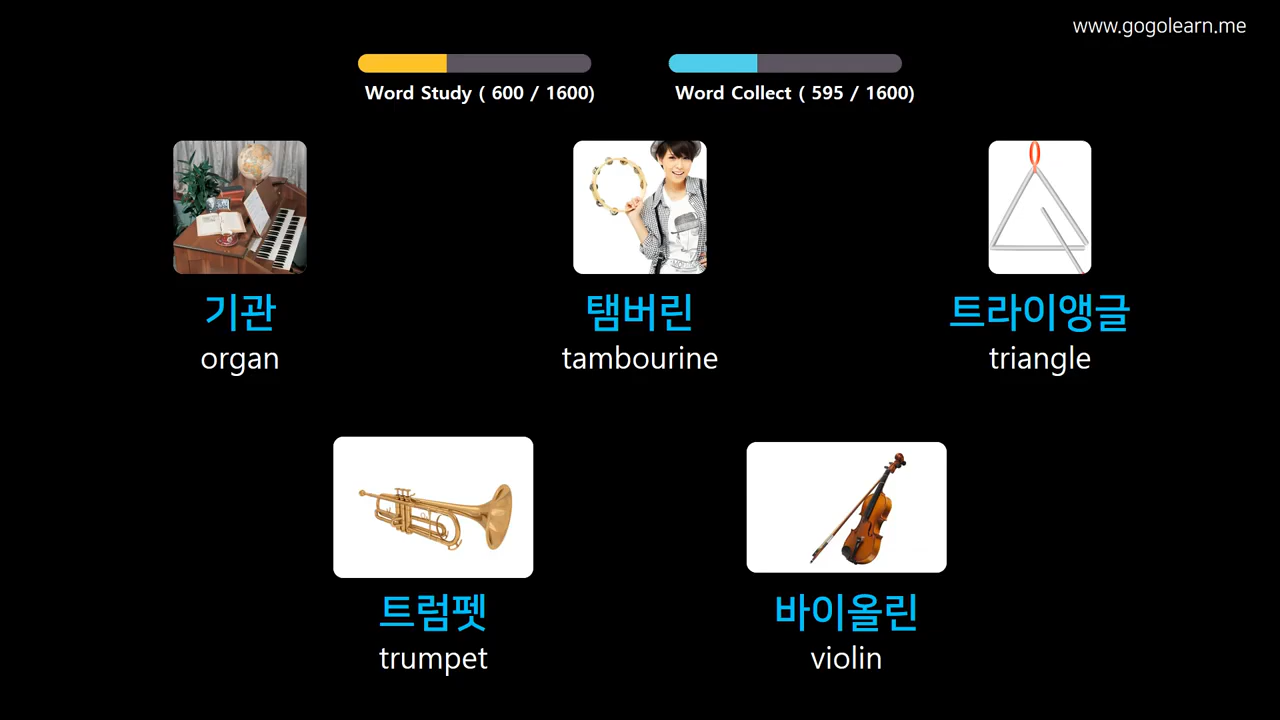 www.gogolearn.me
Word Study ( 600 / 1600)
Word Collect ( 595 / 1600)
기관
organ
탬버린
tambourine
트라이앵글
triangle
트럼펫
trumpet
바이올린
violin